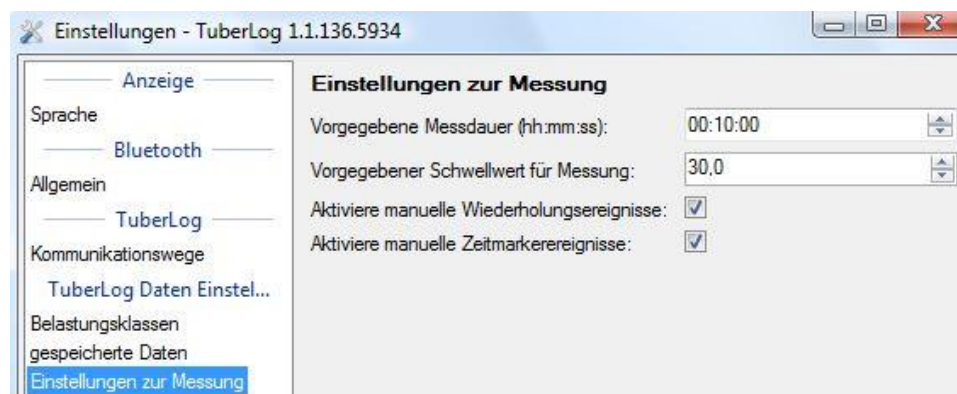 Einstellungen - TuberLog 1.1.136.5934
Anzeige
Sprache
Bluetooth
Allgemein
TuberLog
Kommunikationswege
TuberLog Daten Einstel...
Belastungsklassen
gespeicherte Daten
Einstellungen zur Messung
Einstellungen zur Messung
Vorgegebene Messdauer (hh:mm:ss): 00:10:00
Vorgegebener Schwellwert für Messung: 30,0
Aktiviere manuelle Wiederholungsereignisse:
Aktiviere manuelle Zeitmarkerereignisse: